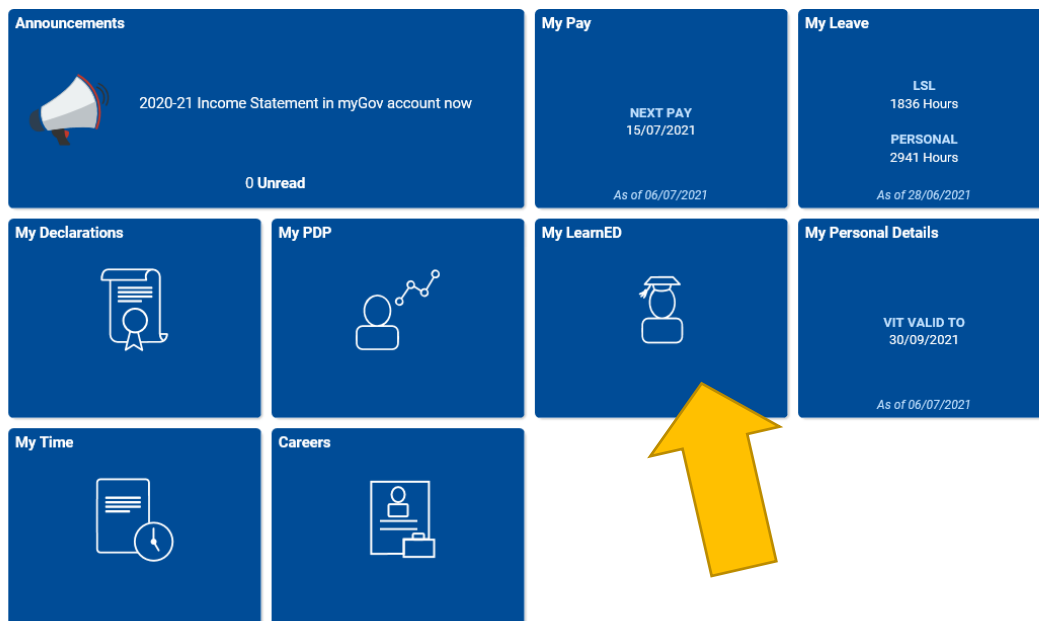 Announcements
2020-21 Income Statement in myGov account now
0 Unread
My Pay
NEXT PAY
15/07/2021
As of 06/07/2021
My Leave
LSL
1836 Hours
PERSONAL
2941 Hours
As of 28/06/2021
My Declarations
My PDP
My LearnED
My Personal Details
VIT VALID TO
30/09/2021
As of 06/07/2021
My Time
Careers